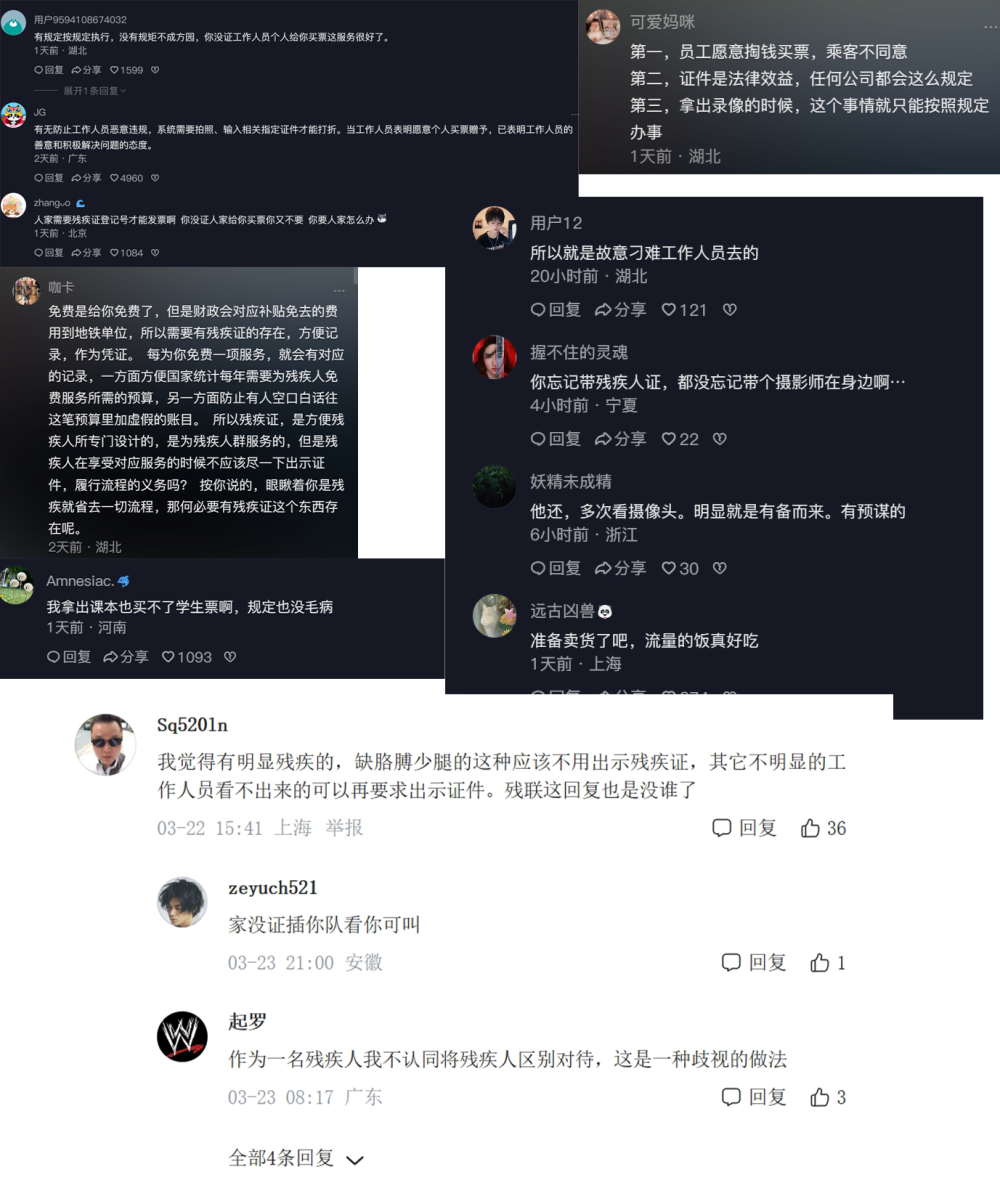 用户9594108674032
有规定按规定执行，没有规矩不成方园，你没证工作人员个人给你买票这服务很好了。
1天前 · 湖北
回复 分享 1599
展开1条回复
JG
有无防止工作人员恶意违规，系统需要拍照、输入相关指定证件才能打折。当工作人员表明愿意个人买票赠予，已表明工作人员的
善意和积极解决问题的态度。
2天前 · 广东
回复 分享 4960
zhang
人家需要残疾证登记号才能发票啊 你没证人家给你买票你又不要 你要人家怎么办
1天前 · 北京
回复 分享 1084
可爱妈咪
第一，员工愿意掏钱买票，乘客不同意
第二，证件是法律效益，任何公司都会这么规定
第三，拿出录像的时候，这个事情就只能按照规定
办事
1天前 · 湖北
咖卡
免费是给你免费了，但是财政会对应补贴免去的费
用到地铁单位，所以需要有残疾证的存在，方便记
录，作为凭证。 每为你免费一项服务，就会有对应
的记录，一方面方便国家统计每年需要为残疾人免
费服务所需的预算，另一方面防止有人空口白话往
这笔预算里加虚假的账目。 所以残疾证，是方便残
疾人所专门设计的，是为残疾人群服务的，但是残
疾人在享受对应服务的时候不应该尽一下出示证
件，履行流程的义务吗？ 按你说的，眼瞅着你是残
疾就省去一切流程，那何必要有残疾证这个东西存
在呢。
2天前 · 湖北
Amnesiac.
我拿出课本也买不了学生票啊，规定也没毛病
1天前 · 河南
回复 分享 1093
用户12
所以就是故意刁难工作人员去的
20小时前 · 湖北
回复 分享 121
握不住的灵魂
你忘记带残疾人证，都没忘记带个摄影师在身边啊…
4小时前 · 宁夏
回复 分享 22
妖精未成精
他还，多次看摄像头。明显就是有备而来。有预谋的
6小时前 · 浙江
回复 分享 30
远古凶兽
准备卖货了吧，流量的饭真好吃
1天前 · 上海
Sq5201n
我觉得有明显残疾的，缺胳膊少腿的这种应该不用出示残疾证，其它不明显的工
作人员看不出来的可以再要求出示证件。残联这回复也是没谁了
03-22 15:41 上海 举报
回复 36
zeyuch521
家没证插你队看你可叫
03-23 21:00 安徽
回复 1
起罗
作为一名残疾人我不认同将残疾人区别对待，这是一种歧视的做法
03-23 08:17 广东
回复 3
全部4条回复